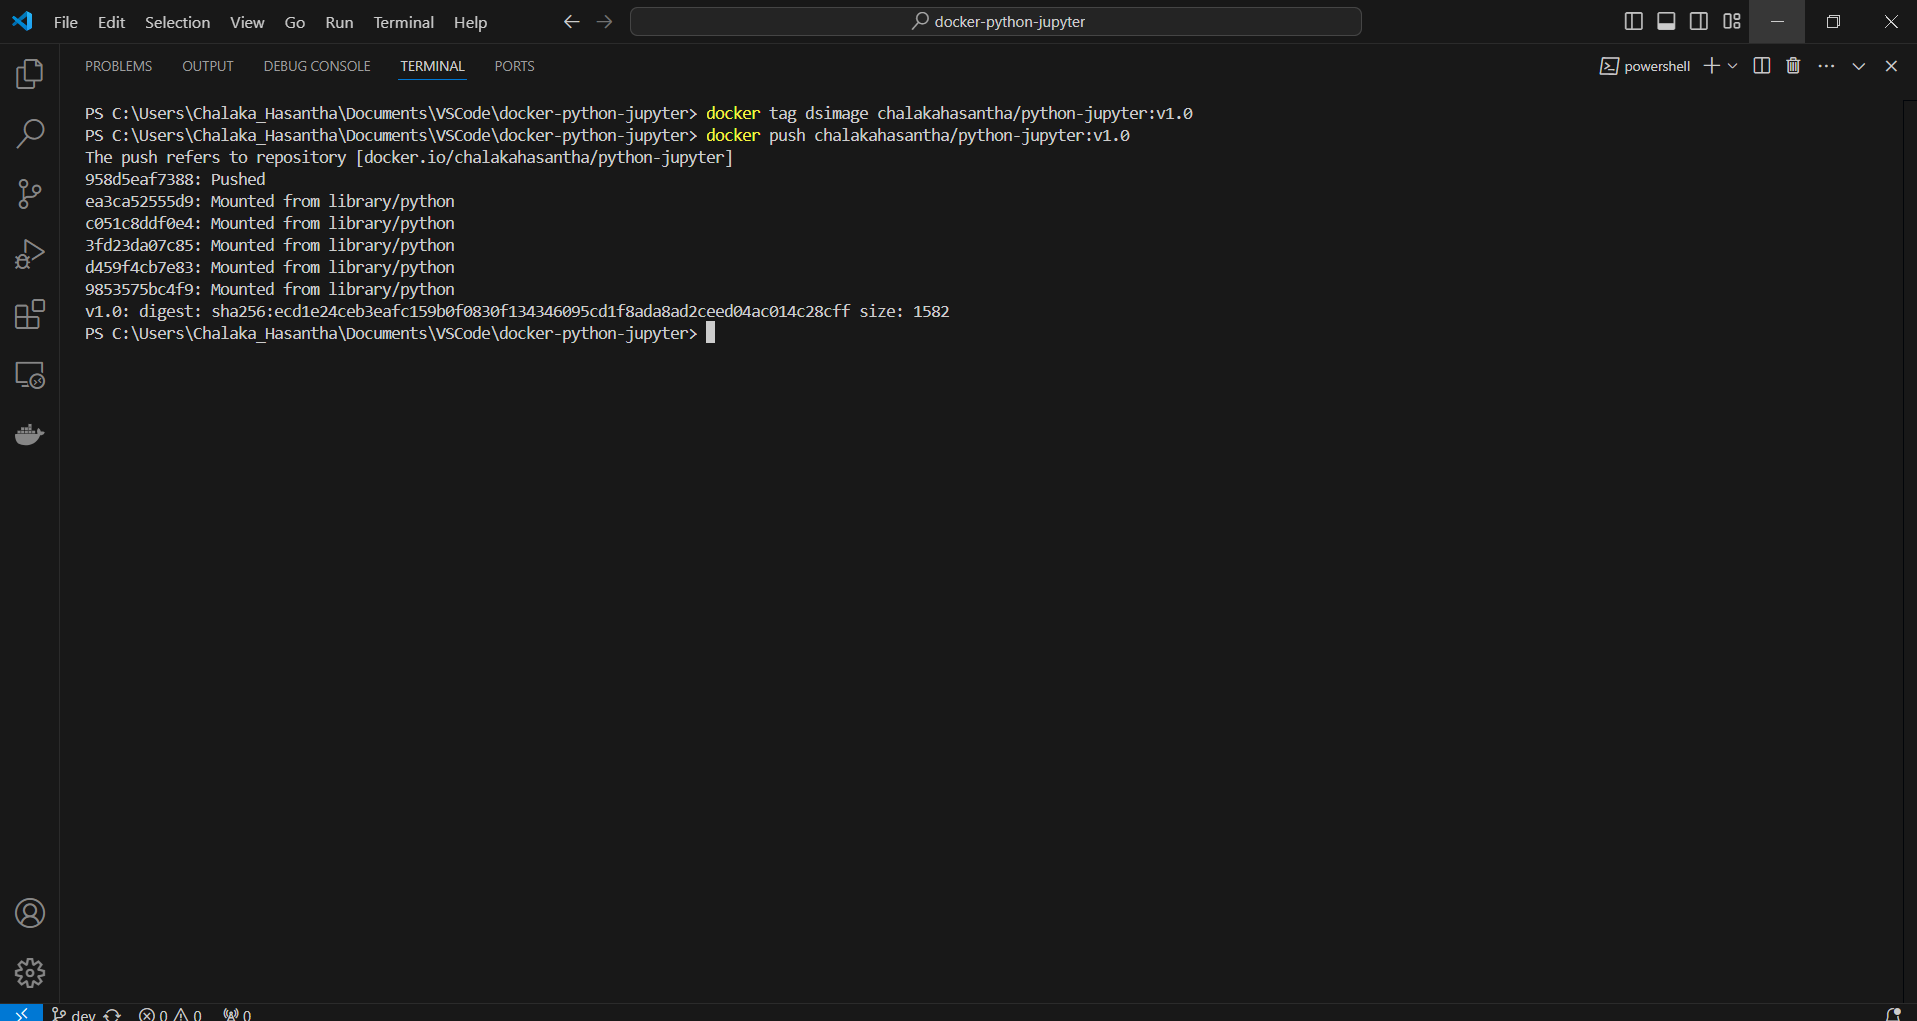 File Edit Selection View Go Run Terminal Help docker-python-jupyter
PROBLEMS OUTPUT DEBUG CONSOLE TERMINAL PORTS powershell
PS C:\Users\Chalaka_Hasantha\Documents\VSCode\docker-python-jupyter> docker tag dsimage chalakahasantha/python-jupyter:v1.0
PS C:\Users\Chalaka_Hasantha\Documents\VSCode\docker-python-jupyter> docker push chalakahasantha/python-jupyter:v1.0
The push refers to repository [docker.io/chalakahasantha/python-jupyter]
958d5eaf7388: Pushed
ea3ca52555d9: Mounted from library/python
c051c8ddf0e4: Mounted from library/python
3fd23da07c85: Mounted from library/python
d459f4cb7e83: Mounted from library/python
9853575bc4f9: Mounted from library/python
v1.0: digest: sha256:ecd1e24ceb3eafc159b0f0830f134346095cd1f8ada8ad2ceed04ac014c28cff size: 1582
PS C:\Users\Chalaka_Hasantha\Documents\VSCode\docker-python-jupyter>
dev 0 0 0